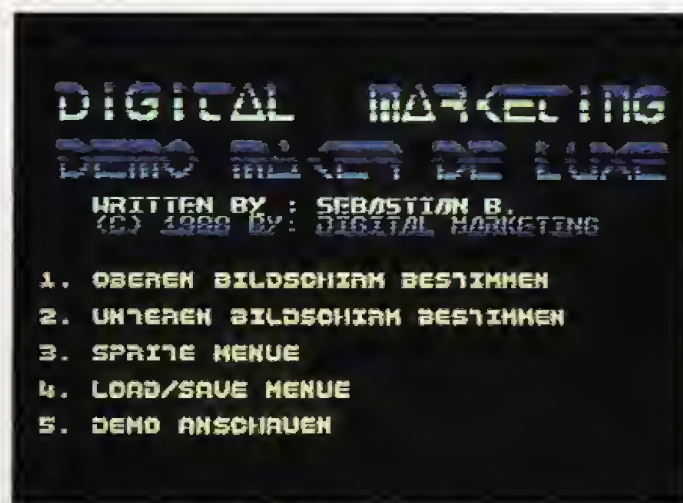 DIGITAL MARKETING
DEMO MAKER DE LUXE
WRITTEN BY : SEBASTIAN B.
(C) 1988 BY: DIGITAL MARKETING
1. OBEREN BILDSCHIRM BESTIMMEN
2. UNTEREN BILDSCHIRM BESTIMMEN
3. SPRITE MENUE
4. LOAD/SAVE MENUE
5. DEMO ANSCHAUEN